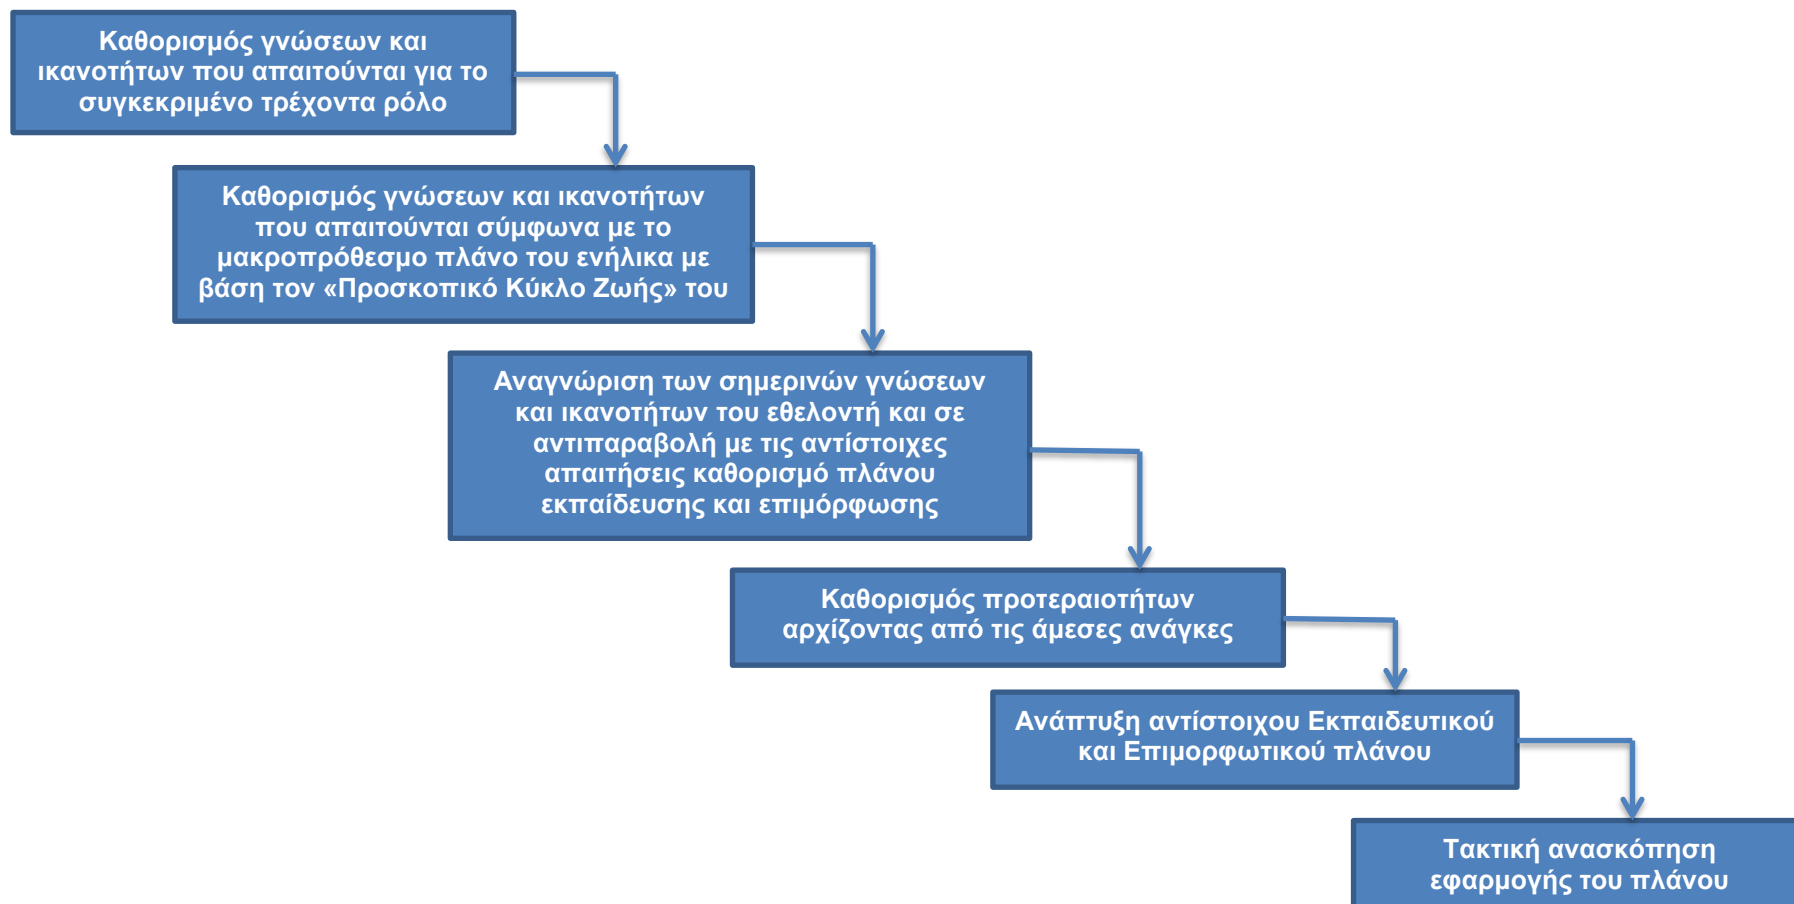 Καθορισμός γνώσεων και
ικανοτήτων που απαιτούνται για το
συγκεκριμένο τρέχοντα ρόλο
Καθορισμός γνώσεων και ικανοτήτων
που απαιτούνται σύμφωνα με το
μακροπρόθεσμο πλάνο του ενήλικα με
βάση τον «Προσκοπικό Κύκλο Ζωής» του
Αναγνώριση των σημερινών γνώσεων
και ικανοτήτων του εθελοντή και σε
αντιπαραβολή με τις αντίστοιχες
απαιτήσεις καθορισμό πλάνου
εκπαίδευσης και επιμόρφωσης
Καθορισμός προτεραιοτήτων
αρχίζοντας από τις άμεσες ανάγκες
Ανάπτυξη αντίστοιχου Εκπαιδευτικού
και Επιμορφωτικού πλάνου
Τακτική ανασκόπηση
εφαρμογής του πλάνου